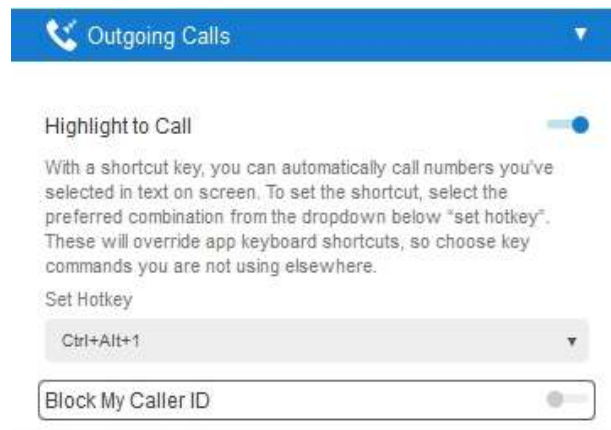 Outgoing Calls
Highlight to Call
With a shortcut key, you can automatically call numbers you've
selected in text on screen. To set the shortcut, select the
preferred combination from the dropdown below “set hotkey”.
These will override app keyboard shortcuts, so choose key
commands you are not using elsewhere.
Set Hotkey
Ctrl+Alt+1
Block My Caller ID